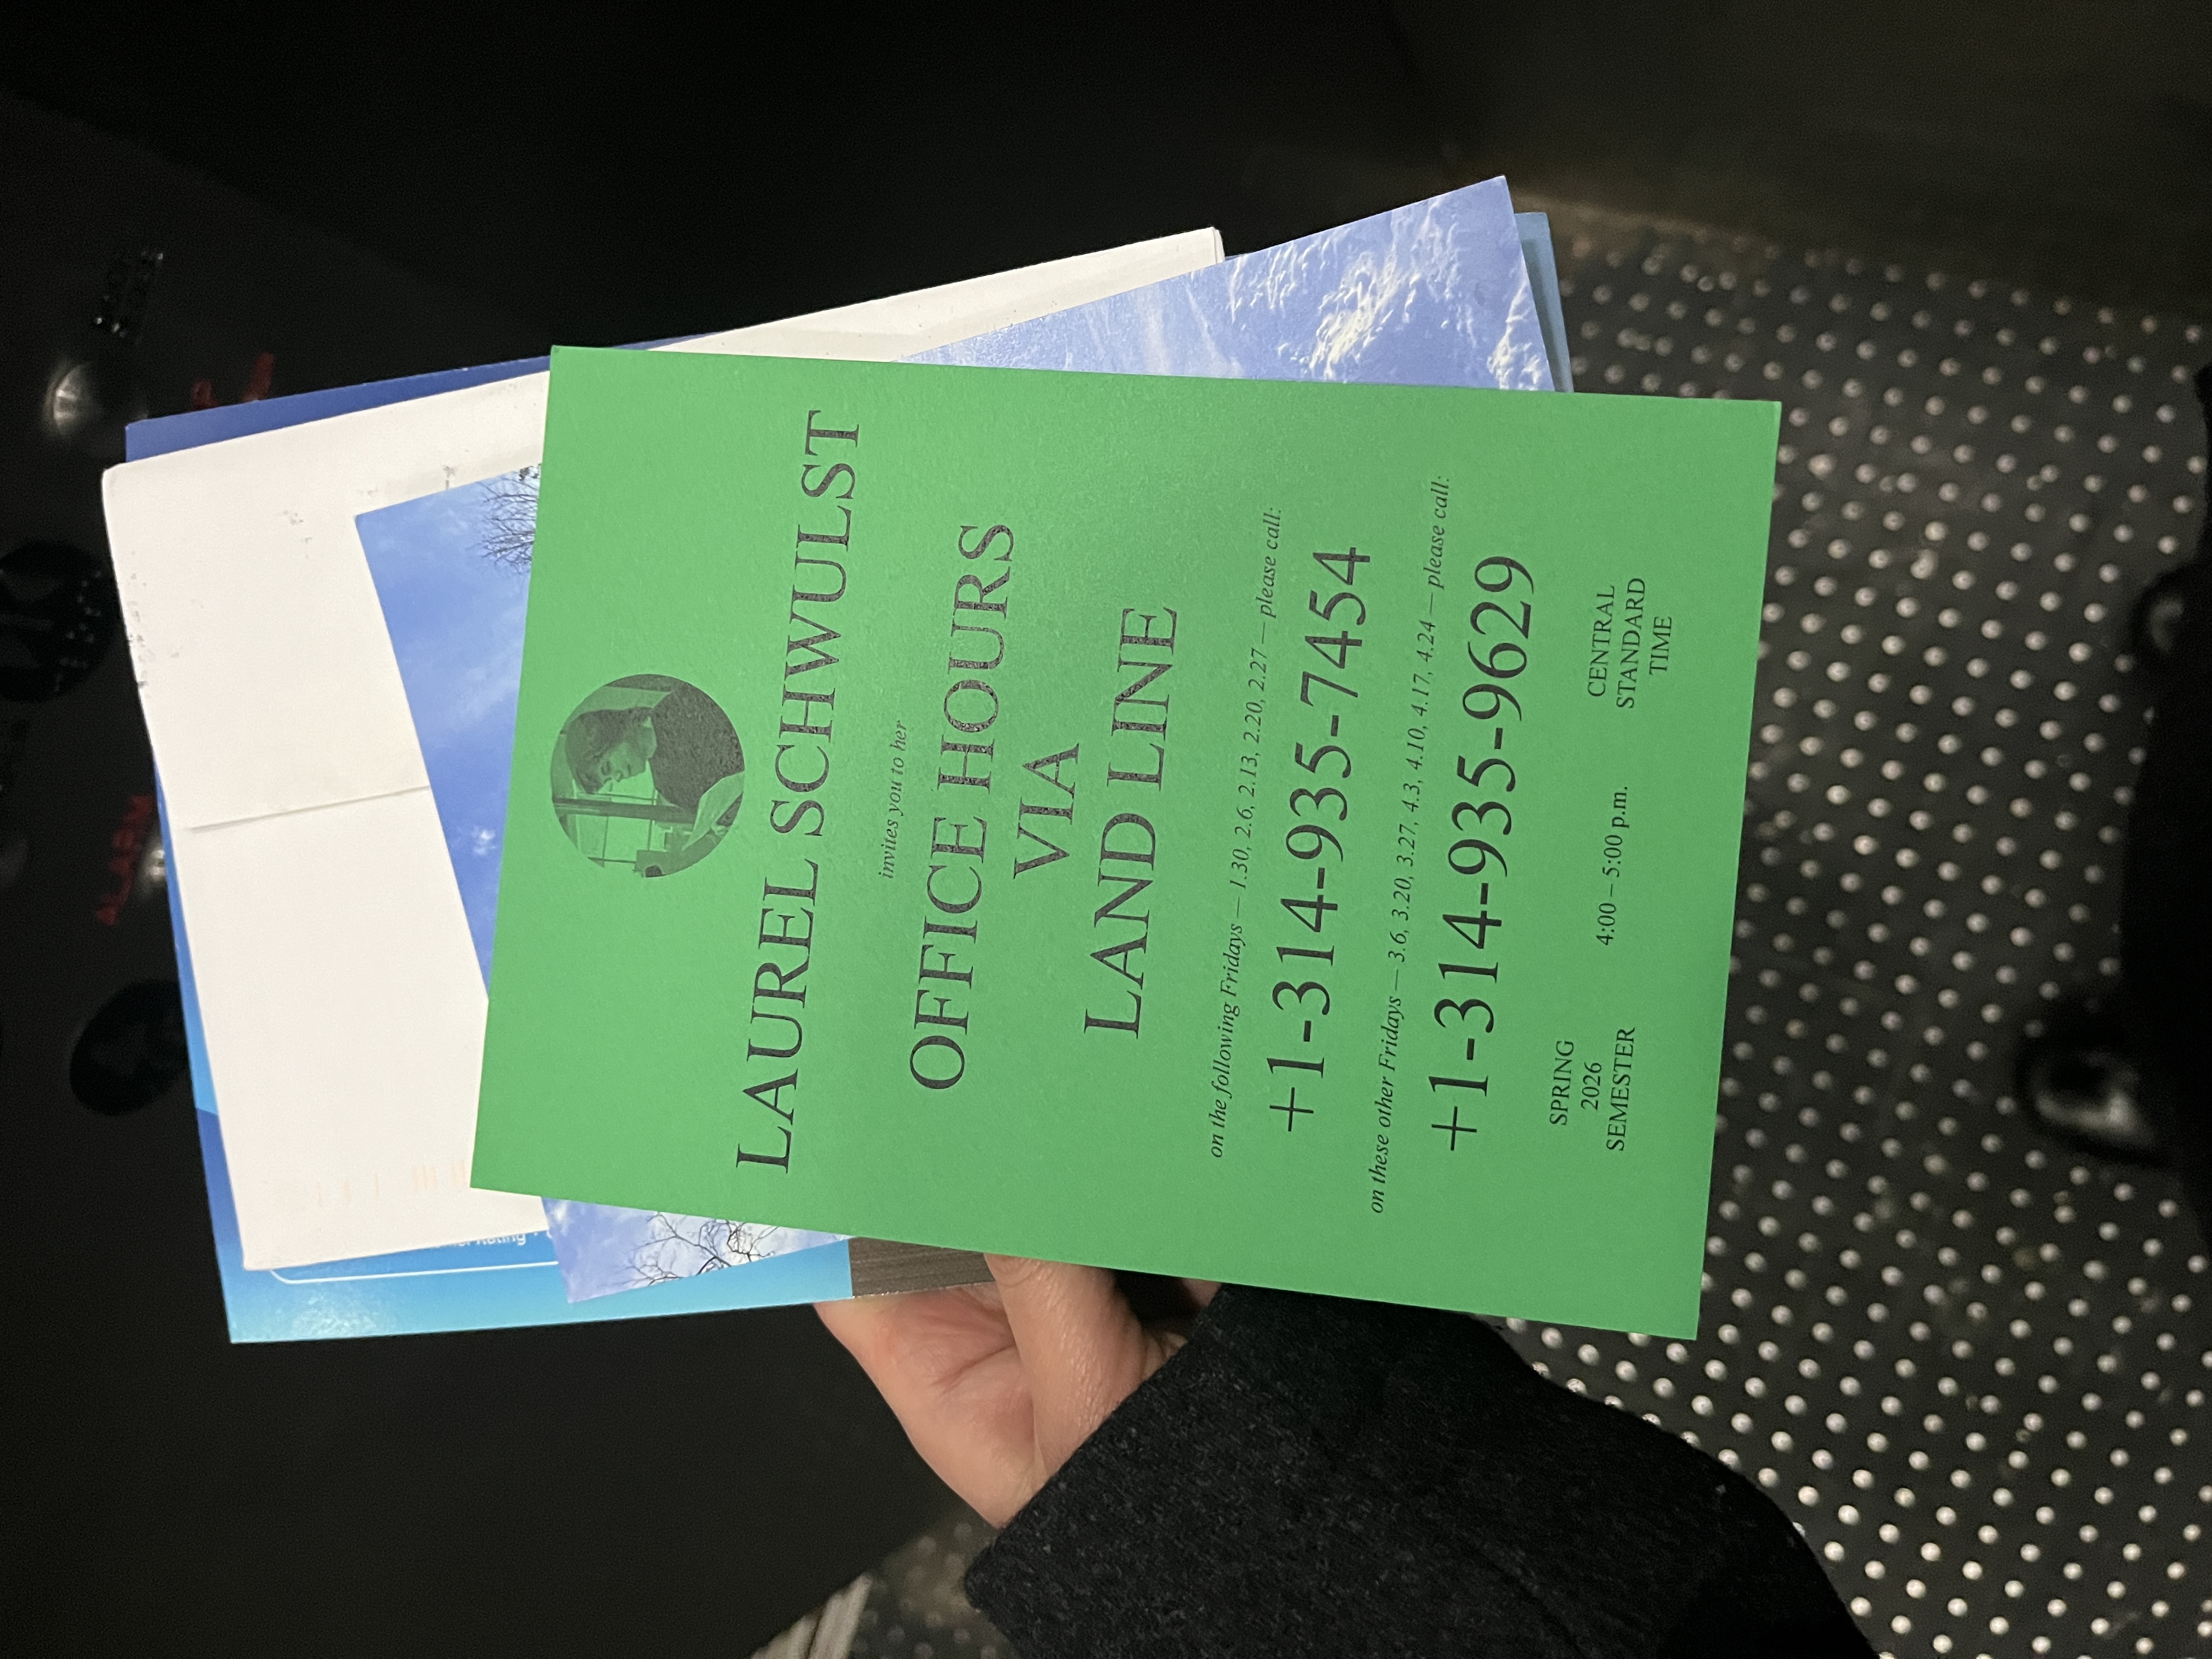 LAUREL SCHWULST
invites you to her
OFFICE HOURS
VIA
LAND LINE
on the following Fridays — 1.30, 2.6, 2.13, 2.20, 2.27 — please call:
+1-314-935-7454
on these other Fridays — 3.6, 3.20, 3.27, 4.3, 4.10, 4.17, 4.24 — please call:
+1-314-935-9629
SPRING
2026
SEMESTER
4:00 – 5:00 p.m.
CENTRAL
STANDARD
TIME
ALARM